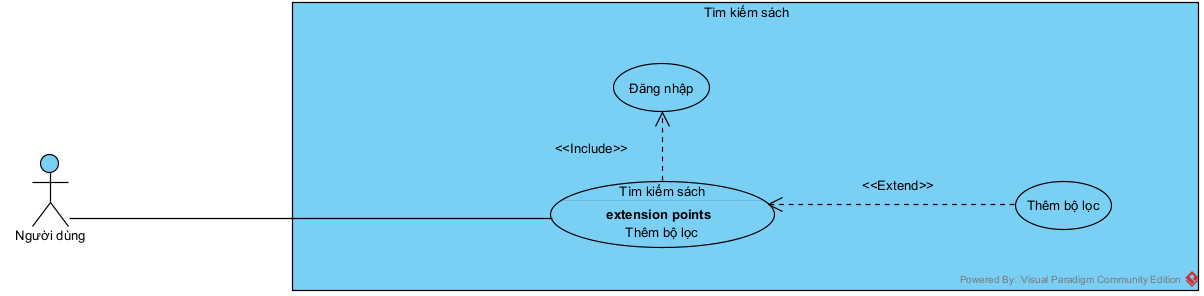 Tìm kiếm sách
Đăng nhập
<<Include>>
Tìm kiếm sách
extension points
Thêm bộ lọc
<<Extend>>
Thêm bộ lọc
Người dùng
Powered By Visual Paradigm Community Edition